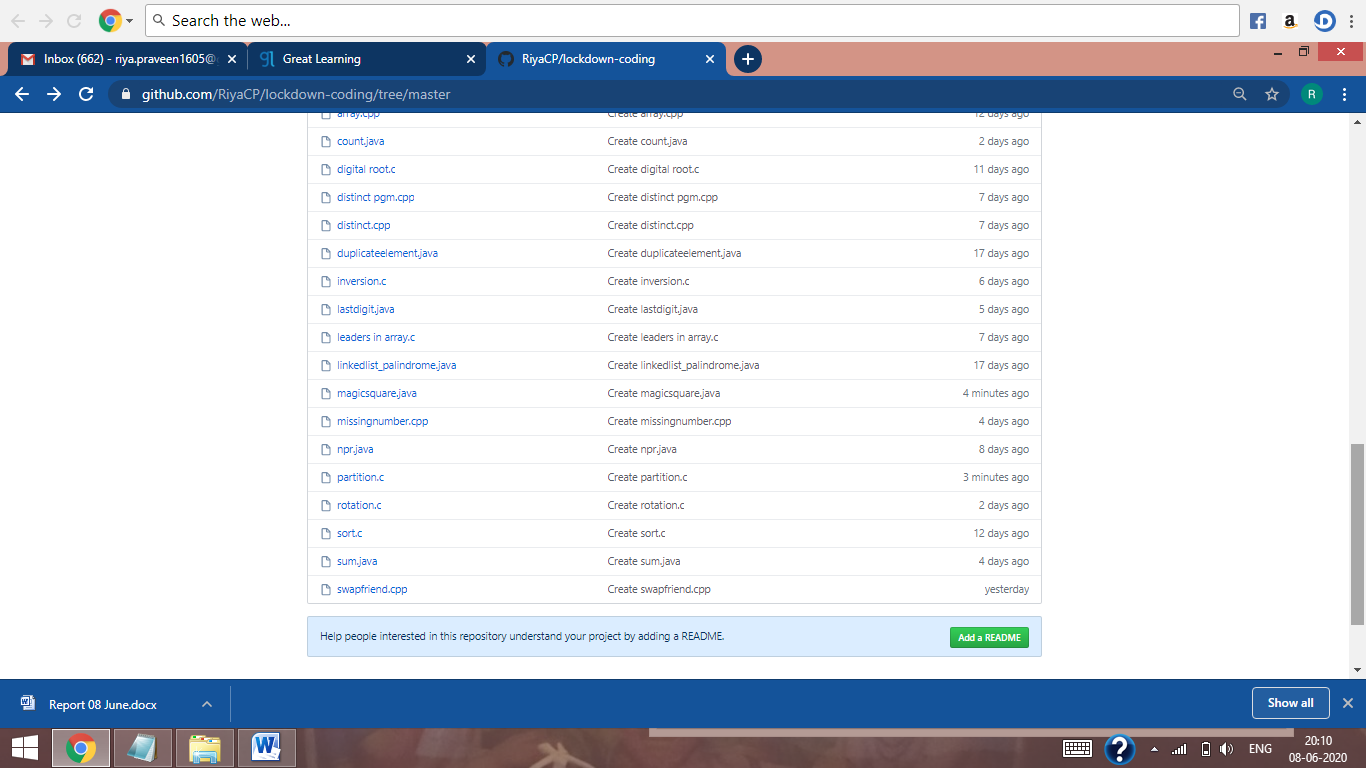 Search the web...
Inbox (662) - riya.praveen1605@
Great Learning
RiyaCP/lockdown-coding
github.com/RiyaCP/lockdown-coding/tree/master
R
array.cpp Create array.cpp 12 days ago
count.java Create count.java 2 days ago
digital root.c Create digital root.c 11 days ago
distinct pgm.cpp Create distinct pgm.cpp 7 days ago
distinct.cpp Create distinct.cpp 7 days ago
duplicateelement.java Create duplicateelement.java 17 days ago
inversion.c Create inversion.c 6 days ago
lastdigit.java Create lastdigit.java 5 days ago
leaders in array.c Create leaders in array.c 7 days ago
linkedlist_palindrome.java Create linkedlist_palindrome.java 17 days ago
magicsquare.java Create magicsquare.java 4 minutes ago
missingnumber.cpp Create missingnumber.cpp 4 days ago
npr.java Create npr.java 8 days ago
partition.c Create partition.c 3 minutes ago
rotation.c Create rotation.c 2 days ago
sort.c Create sort.c 12 days ago
sum.java Create sum.java 4 days ago
swapfriend.cpp Create swapfriend.cpp yesterday
Help people interested in this repository understand your project by adding a README. Add a README
Report 08 June.docx Show all
ENG 20:10
08-06-2020